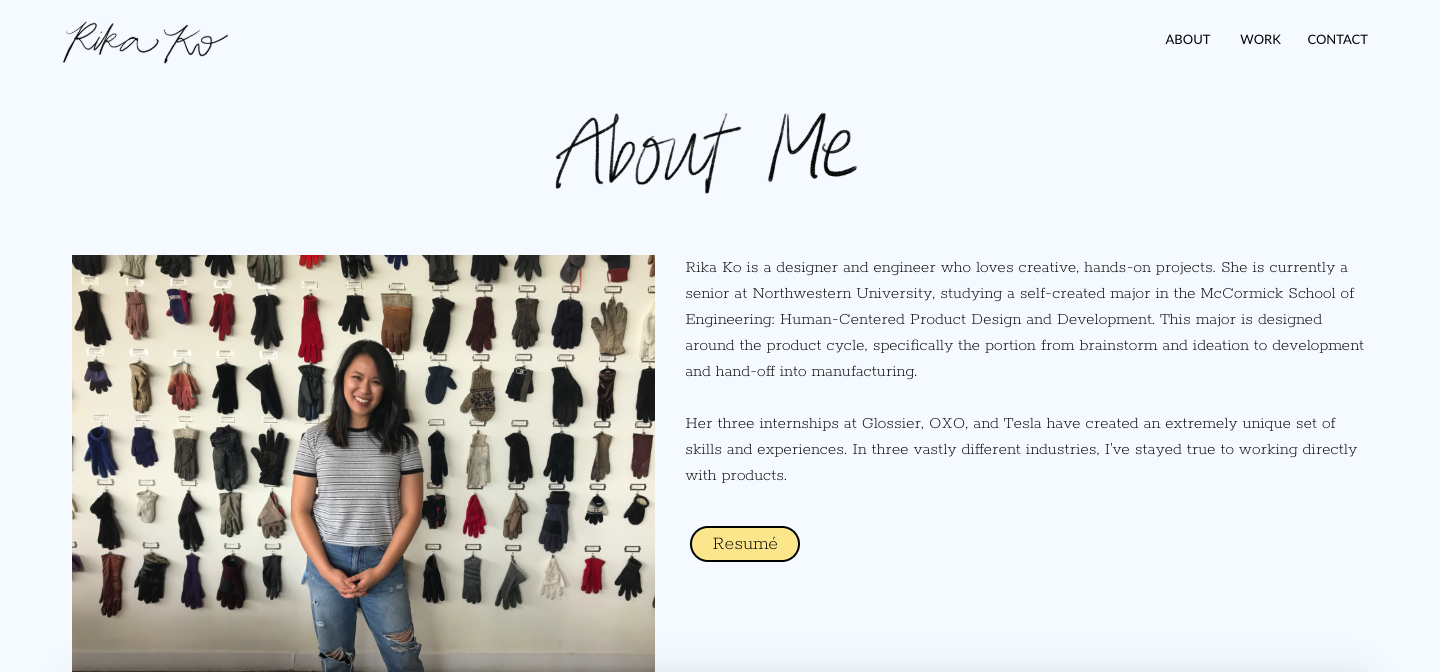 Rika Ko
ABOUT WORK CONTACT
About Me
Rika Ko is a designer and engineer who loves creative, hands-on projects. She is currently a
senior at Northwestern University, studying a self-created major in the McCormick School of
Engineering: Human-Centered Product Design and Development. This major is designed
around the product cycle, specifically the portion from brainstorm and ideation to development
and hand-off into manufacturing.
Her three internships at Glossier, OXO, and Tesla have created an extremely unique set of
skills and experiences. In three vastly different industries, I've stayed true to working directly
with products.
Resumé